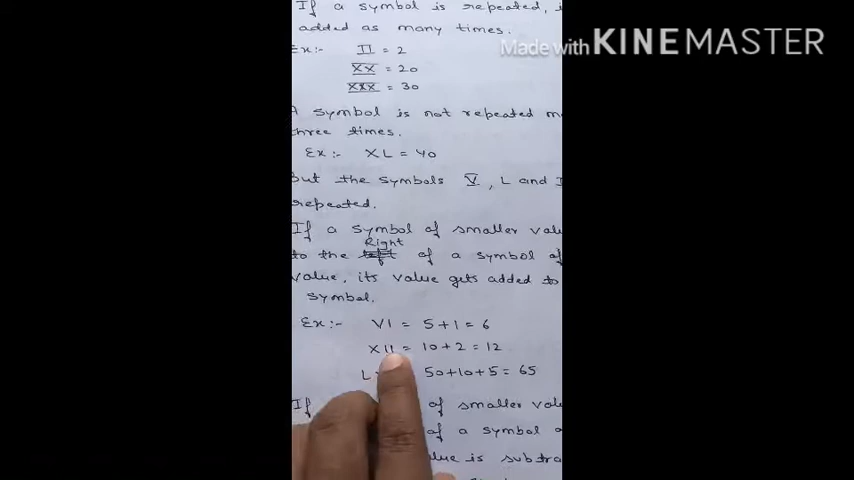 If a symbol is repeated, i
added as many times.
Made with KINEMASTER
Ex:- II = 2
XX = 20
XXX = 30
A symbol is not repeated mo
three times.
Ex:- XL = 40
But the symbols V, L and
repeated.
If a symbol of smaller valu
Right
to the of a symbol of
value, its value gets added to
symbol.
Ex:- VI = 5+1 = 6
XII = 10+2 = 12
L 50+10+5 = 65
If of smaller valu
of a symbol o
alue is subtra